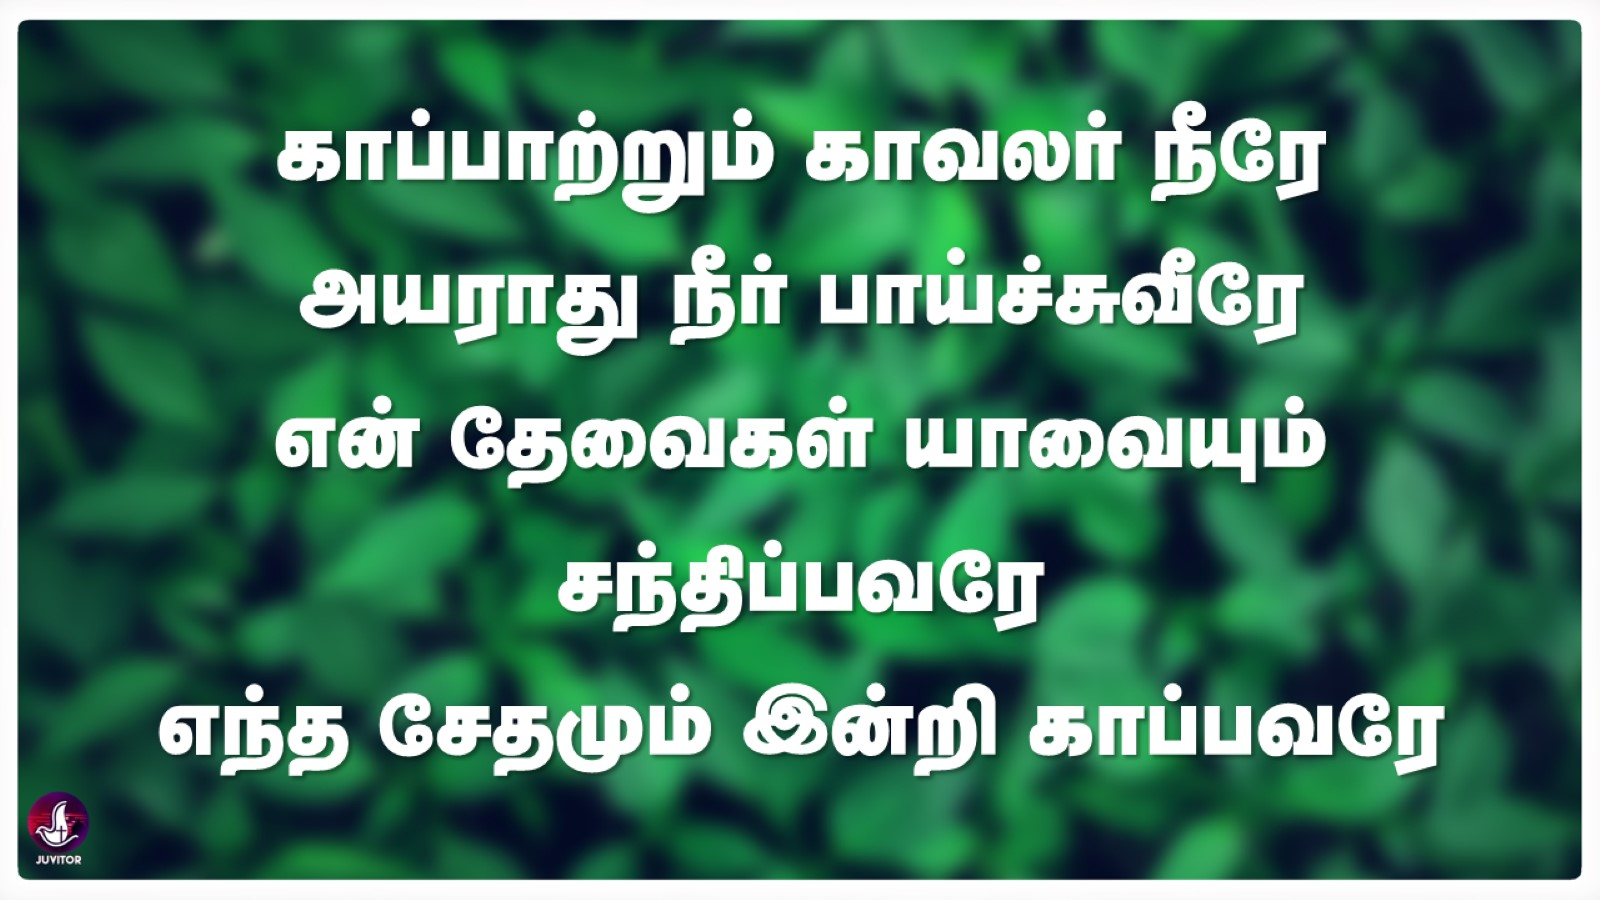 காப்பாற்றும் காவலர் நீரே
அயராது நீர் பாய்ச்சுவீரே
என் தேவைகள் யாவையும்
சந்திப்பவரே
எந்த சேதமும் இன்றி காப்பவரே
JUVITOR